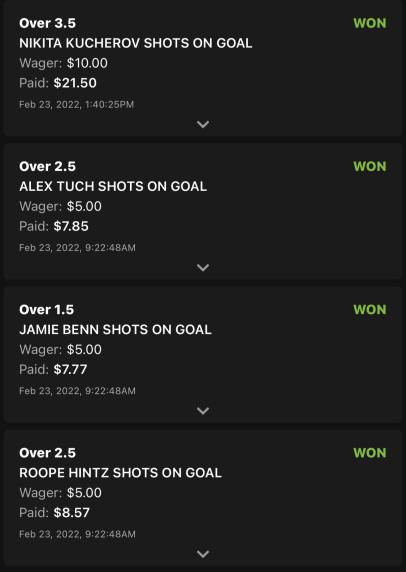 Over 3.5 WON
NIKITA KUCHEROV SHOTS ON GOAL
Wager: $10.00
Paid: $21.50
Feb 23, 2022, 1:40:25PM
Over 2.5 WON
ALEX TUCH SHOTS ON GOAL
Wager: $5.00
Paid: $7.85
Feb 23, 2022, 9:22:48AM
Over 1.5 WON
JAMIE BENN SHOTS ON GOAL
Wager: $5.00
Paid: $7.77
Feb 23, 2022, 9:22:48AM
Over 2.5 WON
ROOPE HINTZ SHOTS ON GOAL
Wager: $5.00
Paid: $8.57
Feb 23, 2022, 9:22:48AM